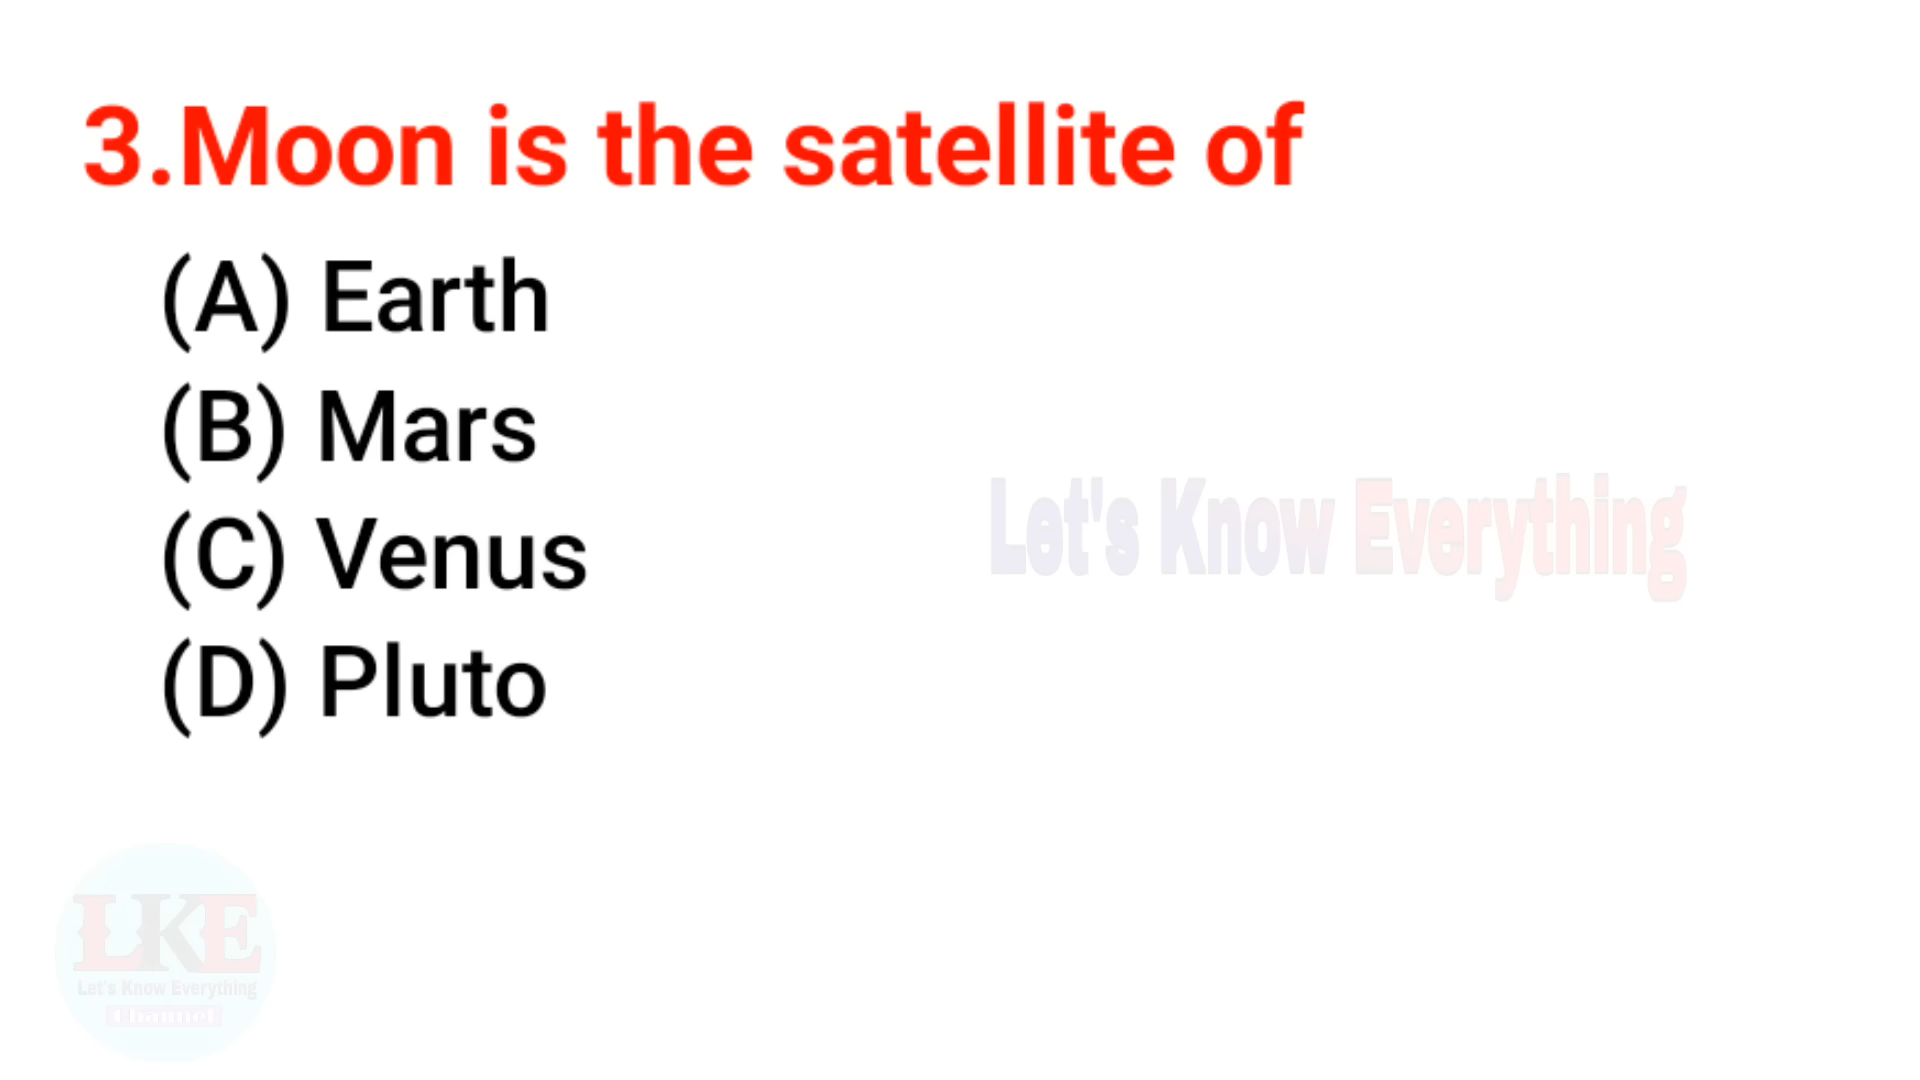 3.Moon is the satellite of
(A) Earth
(B) Mars
(C) Venus
(D) Pluto
Let's Know Everything
LKE
Let's Know Everything
Channel